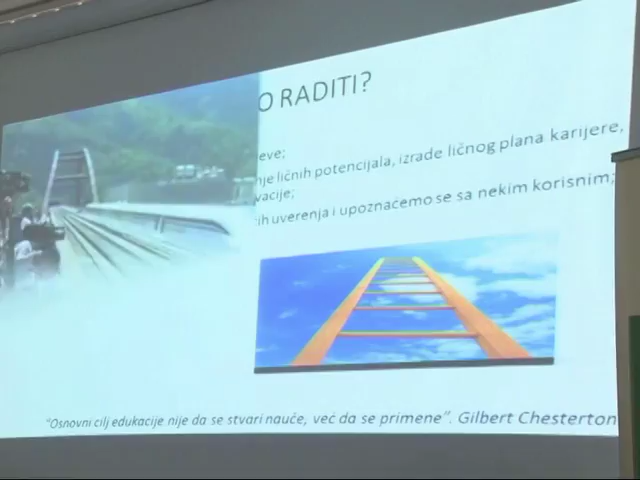 O RADITI?
eve;
nje ličnih potencijala, izrade ličnog plana karijere,
vacije;
ih uverenja i upoznaćemo se sa nekim korisnim;
"Osnovni cilj edukacije nije da se stvari nauče, već da se primene". Gilbert Chesterton